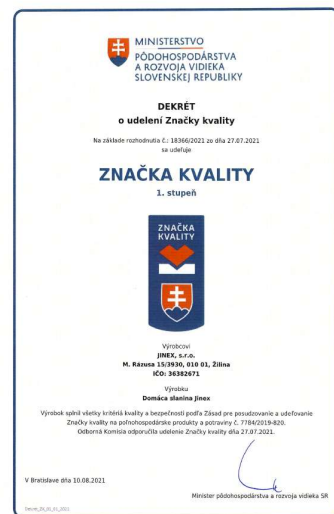 MINISTERSTVO
PÔDOHOSPODÁRSTVA
A ROZVOJA VIDIEKA
SLOVENSKEJ REPUBLIKY
DEKRÉT
o udelení Značky kvality
Na základe rozhodnutia č.: 18366/2021 zo dňa 27.07.2021
sa udeľuje
ZNAČKA KVALITY
1. stupeň
ZNAČKA
KVALITY
Výrobcovi
JINEX, s.r.o.
M. Rázusa 15/3930, 010 01, Žilina
IČO: 36382671
Výrobku
Domáca slanina Jinex
Výrobok splnil všetky kritériá kvality a bezpečnosti podľa Zásad pre posudzovanie a udeľovanie
Značky kvality na poľnohospodárske produkty a potraviny č. 7784/2019-820.
Odborná Komisia odporučila udelenie Značky kvality dňa 27.07.2021.
V Bratislave dňa 10.08.2021
Minister pôdohospodárstva a rozvoja vidieka SR